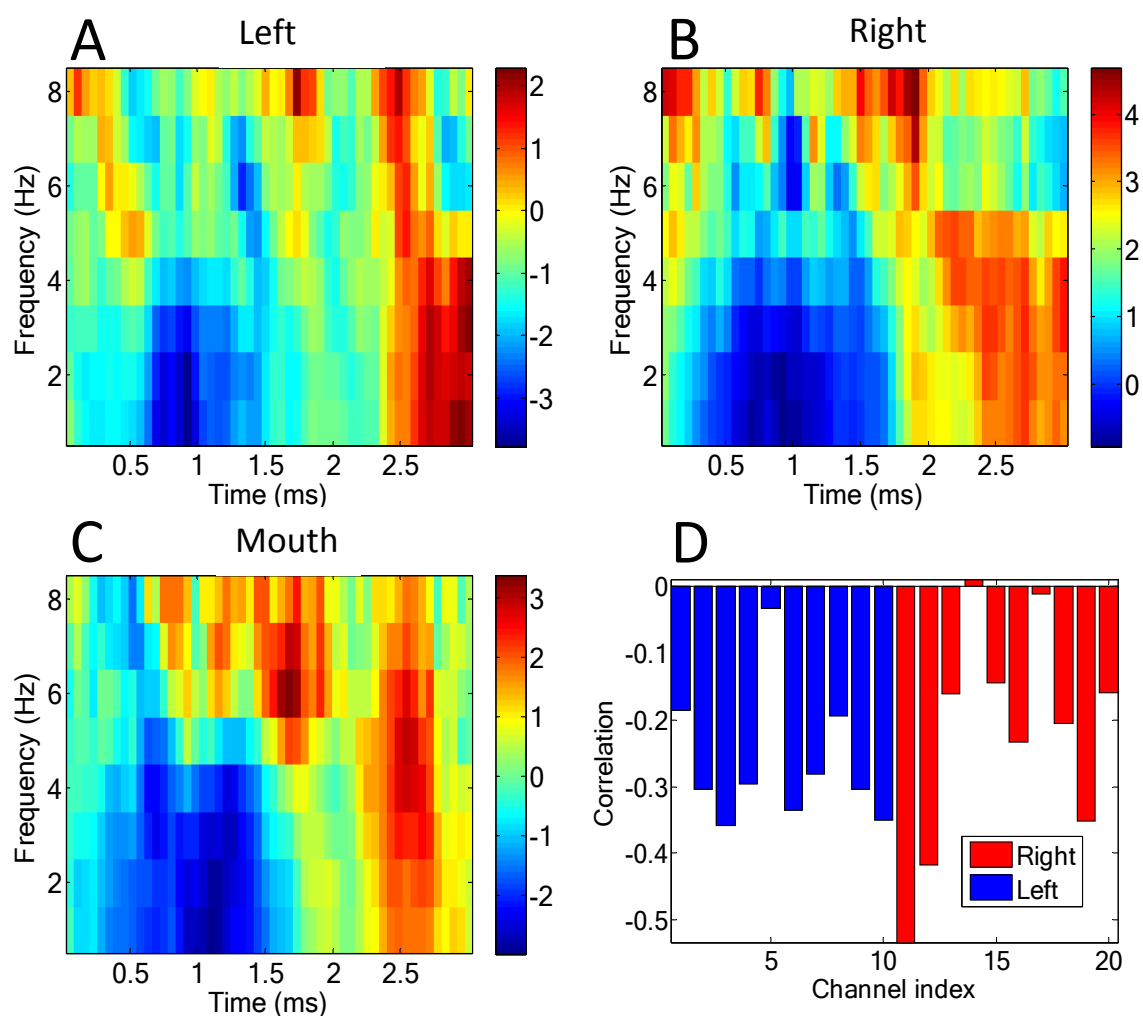 A Left
8
6
4
2
Frequency (Hz)
0.5 1 1.5 2 2.5
Time (ms)
2
1
0
-1
-2
-3
B Right
8
6
4
2
Frequency (Hz)
0.5 1 1.5 2 2.5
Time (ms)
4
3
2
1
0
C Mouth
8
6
4
2
Frequency (Hz)
0.5 1 1.5 2 2.5
Time (ms)
3
2
1
0
-1
-2
D
0
-0.1
-0.2
-0.3
-0.4
-0.5
Correlation
Right
Left
5 10 15 20
Channel index